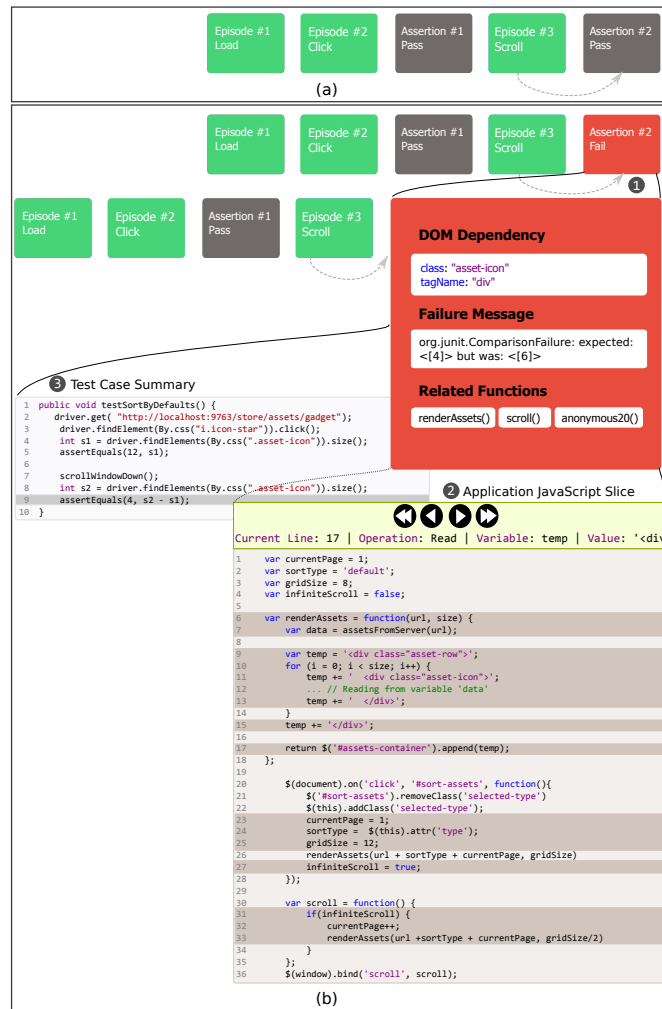 Episode #1
Load
Episode #2
Click
Assertion #1
Pass
Episode #3
Scroll
Assertion #2
Pass
(a)
Episode #1
Load
Episode #2
Click
Assertion #1
Pass
Episode #3
Scroll
Assertion #2
Fail
1
Episode #1
Load
Episode #2
Click
Assertion #1
Pass
Episode #3
Scroll
DOM Dependency
class: "asset-icon"
tagName: "div"
Failure Message
org.junit.ComparisonFailure: expected:
<[4]> but was: <[6]>
Related Functions
renderAssets() scroll() anonymous20()
3 Test Case Summary
1 public void testSortByDefaults() {
2 driver.get( "http://localhost:9763/store/assets/gadget");
3 driver.findElement(By.css("i.icon-star")).click();
4 int s1 = driver.findElements(By.css(".asset-icon")).size();
5 assertEquals(12, s1);
6
7 scrollWindowDown();
8 int s2 = driver.findElements(By.css(".asset-icon")).size();
9 assertEquals(4, s2 - s1);
10 }
2 Application JavaScript Slice
Current Line: 17 | Operation: Read | Variable: temp | Value: '<div
1 var currentPage = 1;
2 var sortType = 'default';
3 var gridSize = 8;
4 var infiniteScroll = false;
5
6 var renderAssets = function(url, size) {
7 var data = assetsFromServer(url);
8
9 var temp = '<div class="asset-row">';
10 for (i = 0; i < size; i++) {
11 temp += '  <div class="asset-icon">';
12 ... // Reading from variable 'data'
13 temp += '  </div>';
14 }
15 temp += '</div>';
16
17 return $('#assets-container').append(temp);
18 };
19
20 $(document).on('click', '#sort-assets', function(){
21 $('#sort-assets').removeClass('selected-type')
22 $(this).addClass('selected-type');
23 currentPage = 1;
24 sortType =  $(this).attr('type');
25 gridSize = 12;
26 renderAssets(url + sortType + currentPage, gridSize)
27 infiniteScroll = true;
28 });
29
30 var scroll = function() {
31 if(infiniteScroll) {
32 currentPage++;
33 renderAssets(url +sortType + currentPage, gridSize/2)
34 }
35 };
36 $(window).bind('scroll', scroll);
(b)